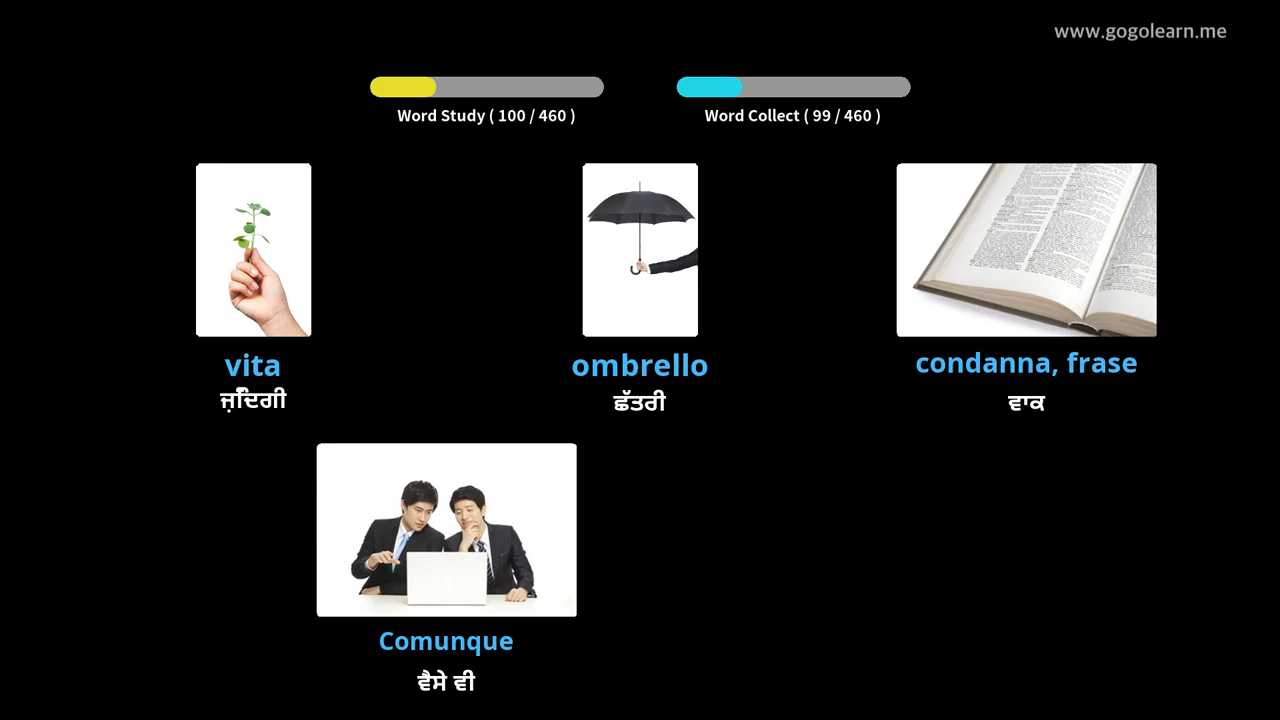 www.gogolearn.me
Word Study ( 100 / 460 )
Word Collect ( 99 / 460 )
vita
ਜ਼ਿੰਦਗੀ
ombrello
ਛੱਤਰੀ
condanna, frase
ਵਾਕ
Comunque
ਵੈਸੇ ਵੀ